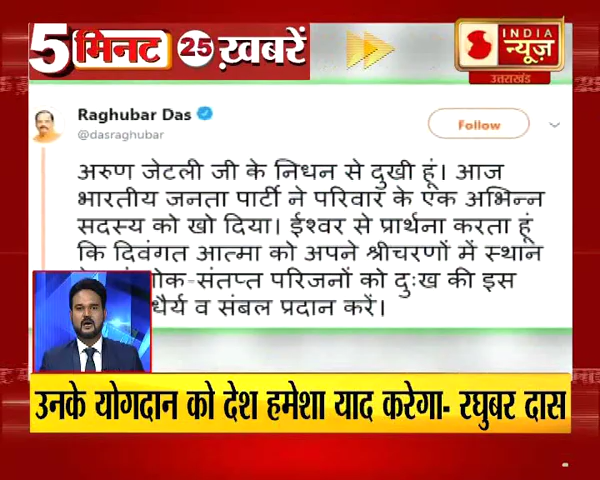 5 मिनट 25 ख़बरें
INDIA
न्यूज़
उत्तराखंड
Raghubar Das
@dasraghubar
Follow
अरुण जेटली जी के निधन से दुखी हूं। आज
भारतीय जनता पार्टी ने परिवार के एक अभिन्न
सदस्य को खो दिया। ईश्वर से प्रार्थना करता हूं
कि दिवंगत आत्मा को अपने श्रीचरणों में स्थान
-संतप्त परिजनों को दुःख की इस
धैर्य व संबल प्रदान करें।
उनके योगदान को देश हमेशा याद करेगा- रघुबर दास